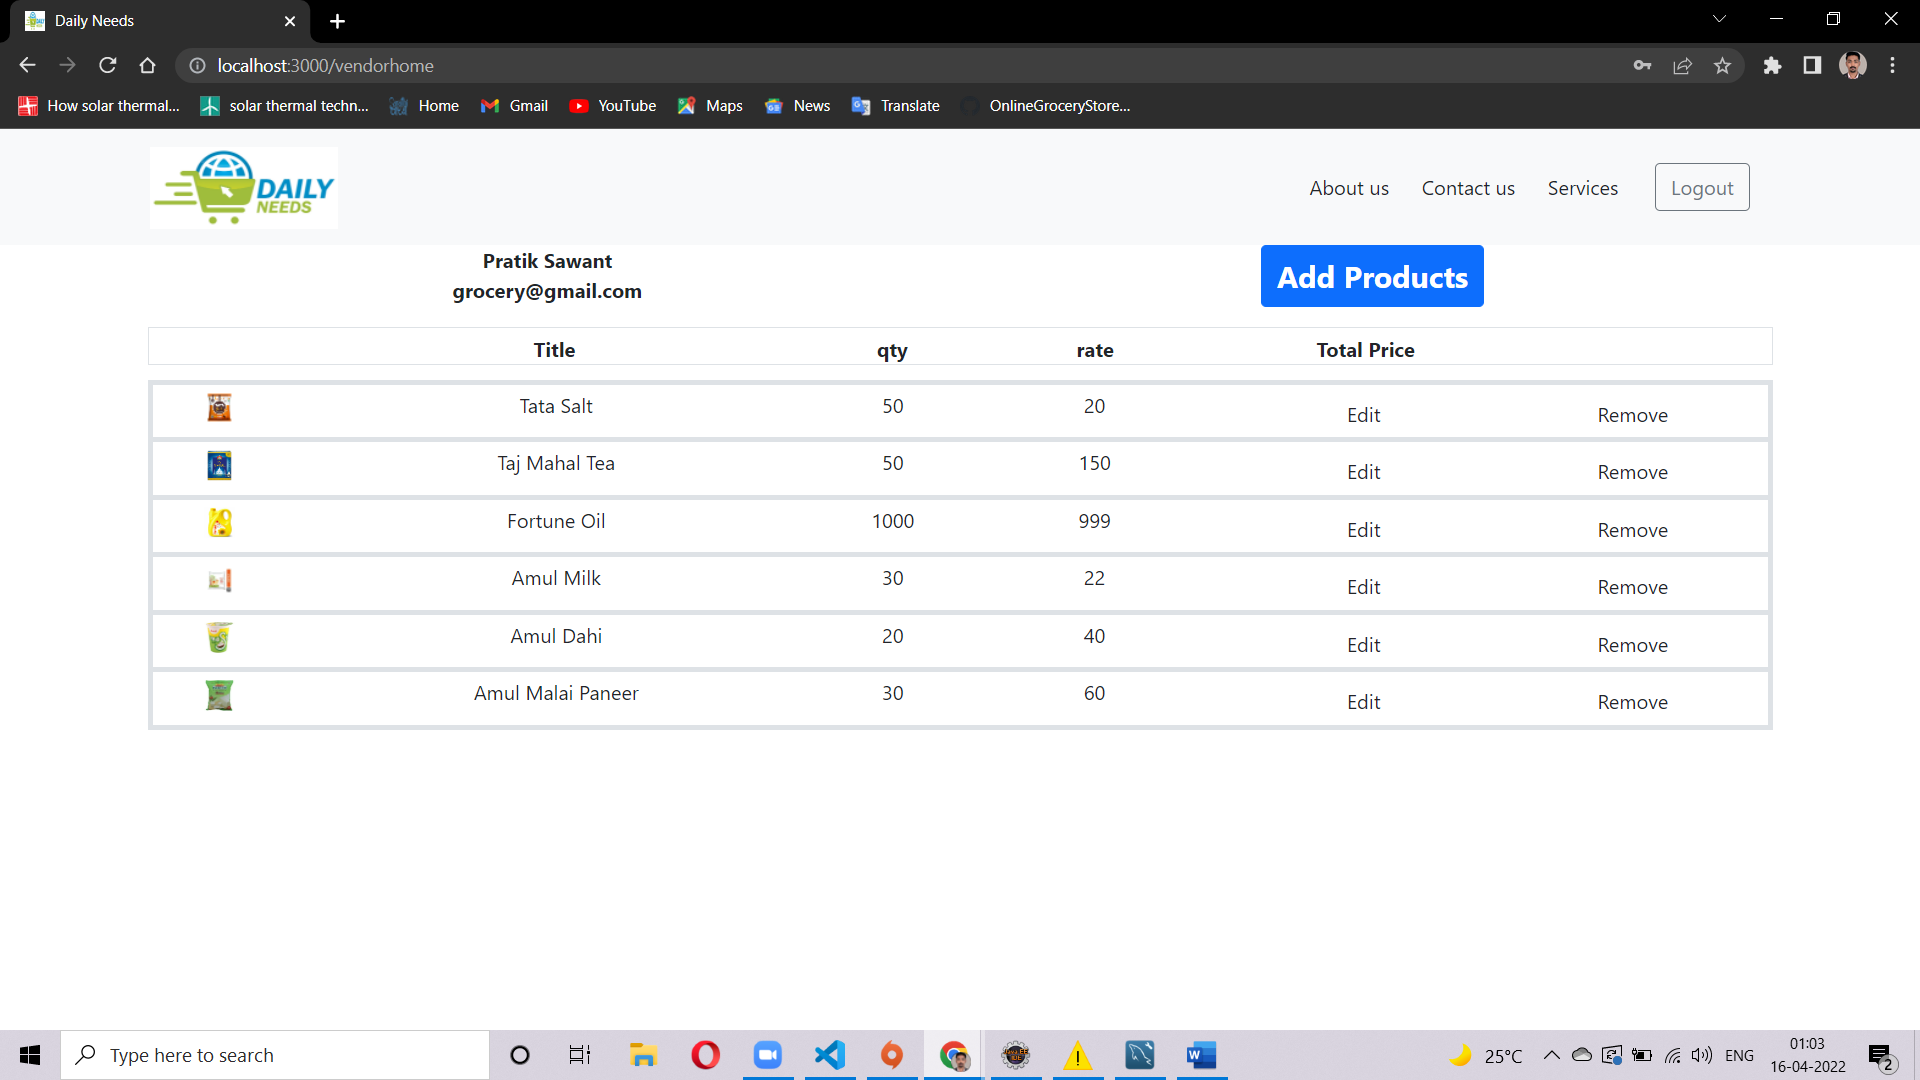 Daily Needs
localhost:3000/vendorhome
How solar thermal... solar thermal techn... Home Gmail YouTube Maps News Translate OnlineGroceryStore...
DAILY
NEEDS
About us Contact us Services Logout
Pratik Sawant
grocery@gmail.com
Add Products
Title qty rate Total Price
Tata Salt 50 20 Edit Remove
Taj Mahal Tea 50 150 Edit Remove
Fortune Oil 1000 999 Edit Remove
Amul Milk 30 22 Edit Remove
Amul Dahi 20 40 Edit Remove
Amul Malai Paneer 30 60 Edit Remove
Type here to search
25°C ENG
01:03
16-04-2022
2